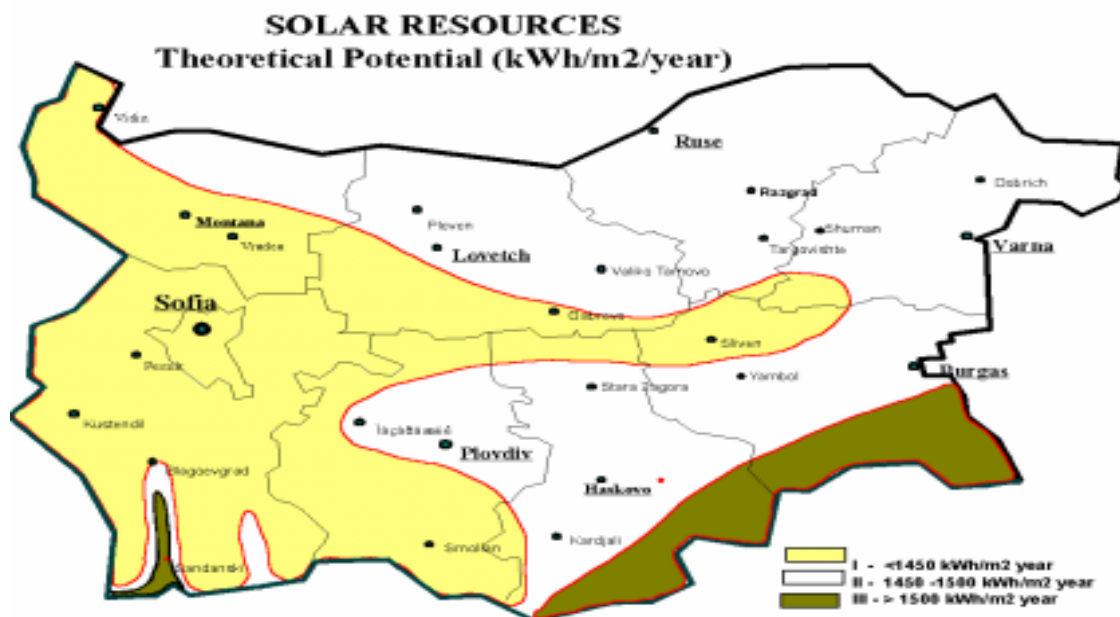 SOLAR RESOURCES
Theoretical Potential (kWh/m2/year)
Vidin
Ruse
Razgrad
Dobrich
Montana
Vratca
Pleven
Lovetch
Shumen
Targovishte
Varna
Veliko Tarnovo
Sofia
Gabrovo
Sliven
Pernik
Stara Zagora
Yambol
Burgas
Kustendil
Plovdiv
Blagoevgrad
Haskovo
Sandanski
Smolian
Kardjali
I - <1450 kWh/m2 year
II - 1450 -1500 kWh/m2 year
III - > 1500 kWh/m2 year